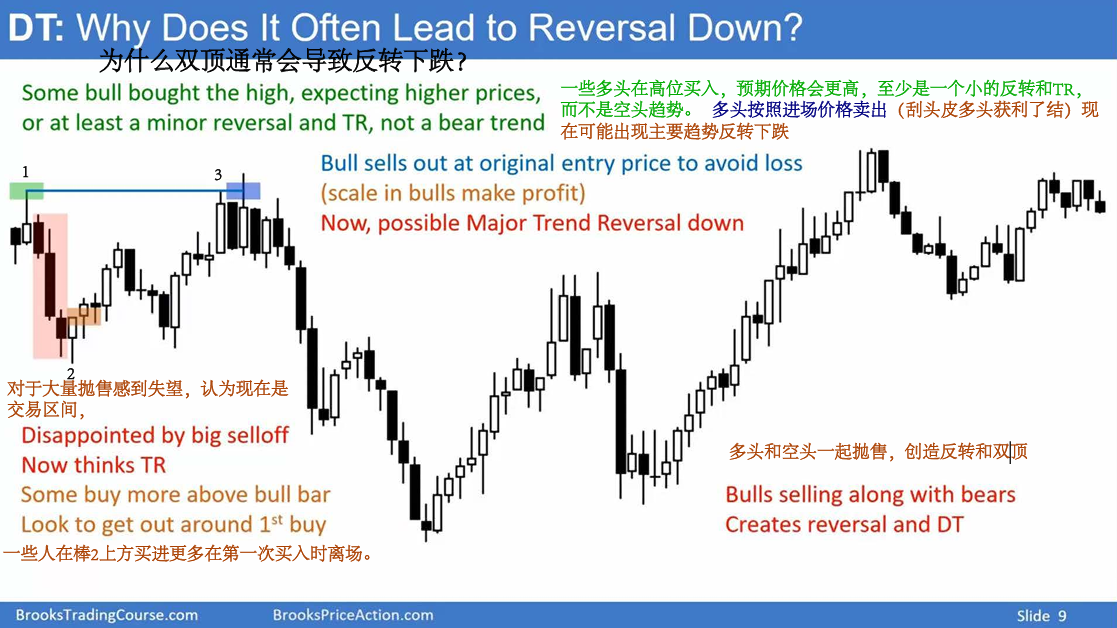 DT: Why Does It Often Lead to Reversal Down?
为什么双顶通常会导致反转下跌？
Some bull bought the high, expecting higher prices,
or at least a minor reversal and TR, not a bear trend
一些多头在高位买入，预期价格会更高，至少是一个小的反转和TR，
而不是空头趋势。 多头按照进场价格卖出（刮头皮多头获利了结）现
在可能出现主要趋势反转下跌
Bull sells out at original entry price to avoid loss
(scale in bulls make profit)
Now, possible Major Trend Reversal down
1
3
2
对于大量抛售感到失望，认为现在是
交易区间，
Disappointed by big selloff
Now thinks TR
Some buy more above bull bar
Look to get out around 1st buy
一些人在棒2上方买进更多在第一次买入时离场。
多头和空头一起抛售，创造反转和双顶
Bulls selling along with bears
Creates reversal and DT
BrooksTradingCourse.com
BrooksPriceAction.com
Slide 9